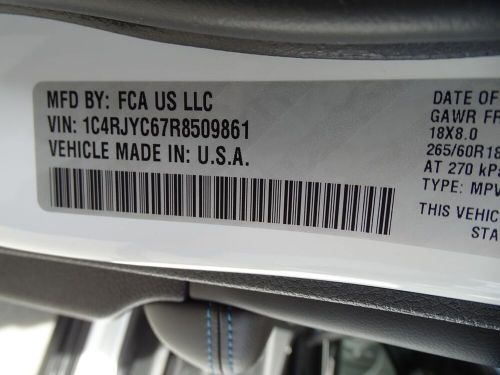 MFD BY: FCA US LLC
VIN: 1C4RJYC67R8509861
VEHICLE MADE IN: U.S.A.
DATE OF
GAWR FR
18X8.0
265/60R18
AT 270 kPa
TYPE: MPV
THIS VEHIC
STA